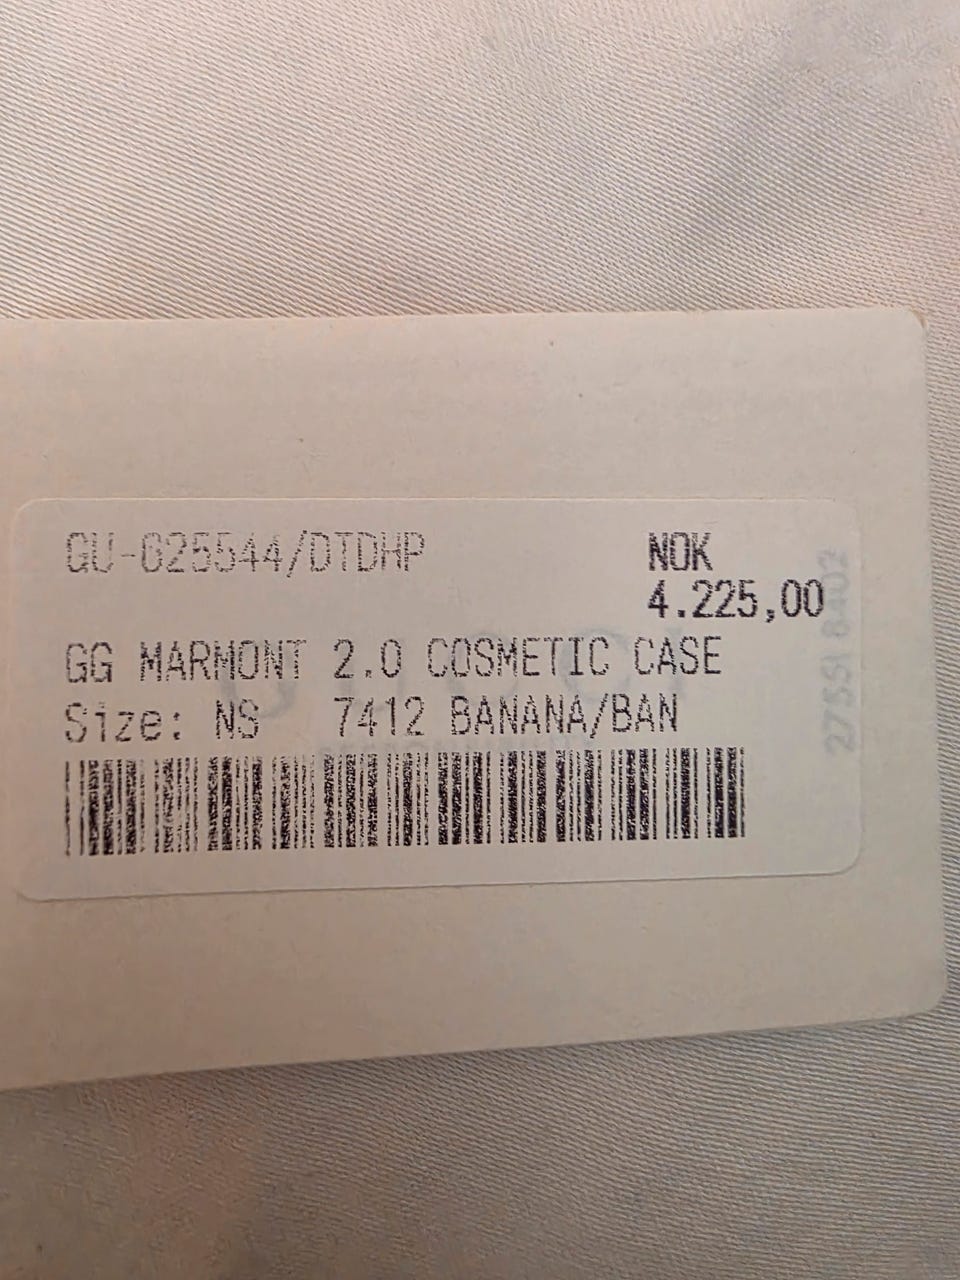 GU-625544/DTDHP
NOK
4.225,00
GG MARMONT 2.0 COSMETIC CASE
Size: NS 7412 BANANA/BAN